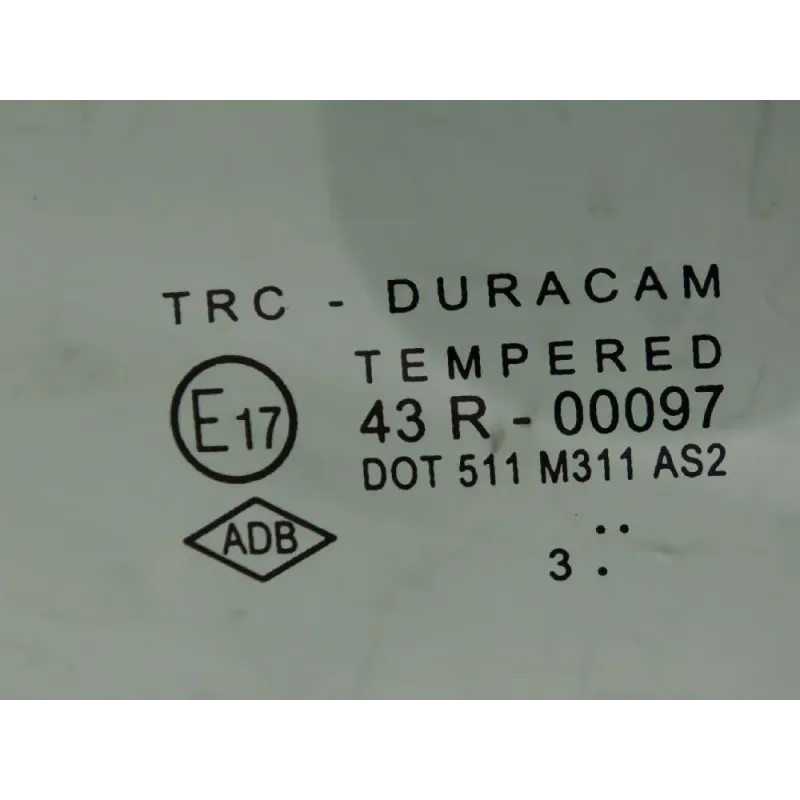 TRC - DURACAM
TEMPERED
E17
43 R - 00097
DOT 511 M311 AS2
ADB
3